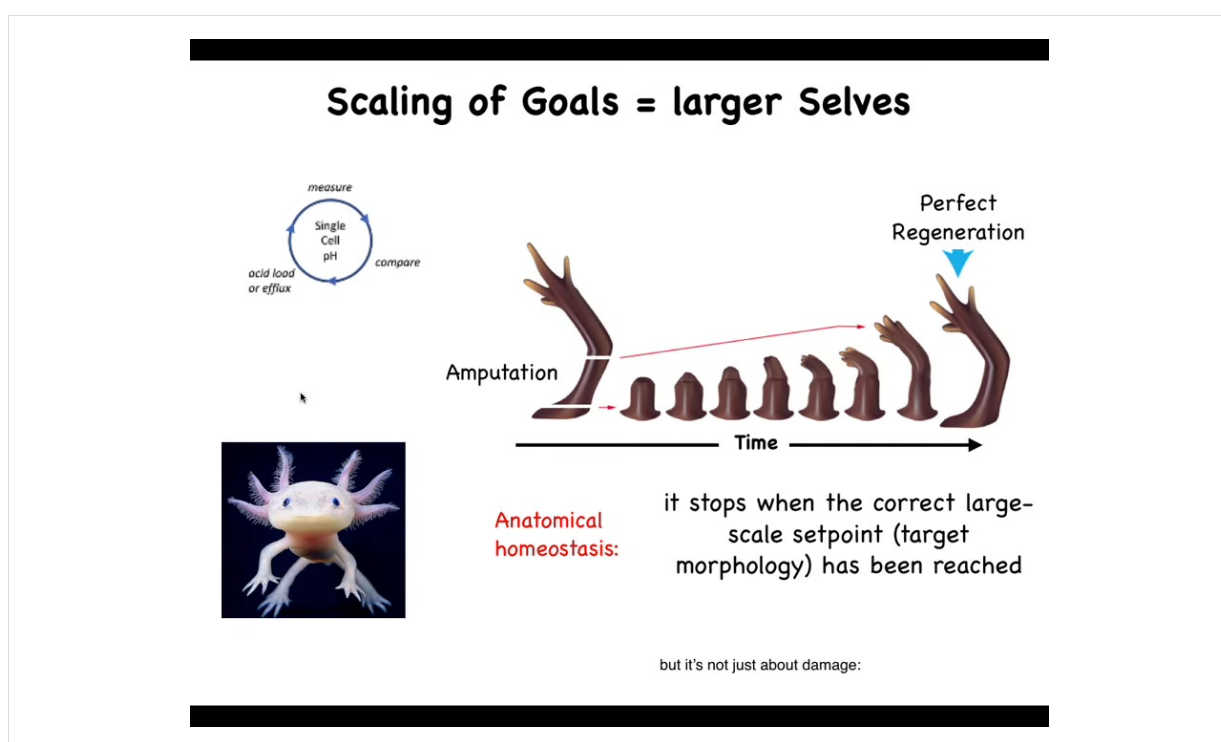 Scaling of Goals = larger Selves
measure
Single
Cell
pH
compare
acid load
or efflux
Perfect
Regeneration
Amputation
Time
Anatomical
homeostasis:
it stops when the correct large-
scale setpoint (target
morphology) has been reached
but it's not just about damage: